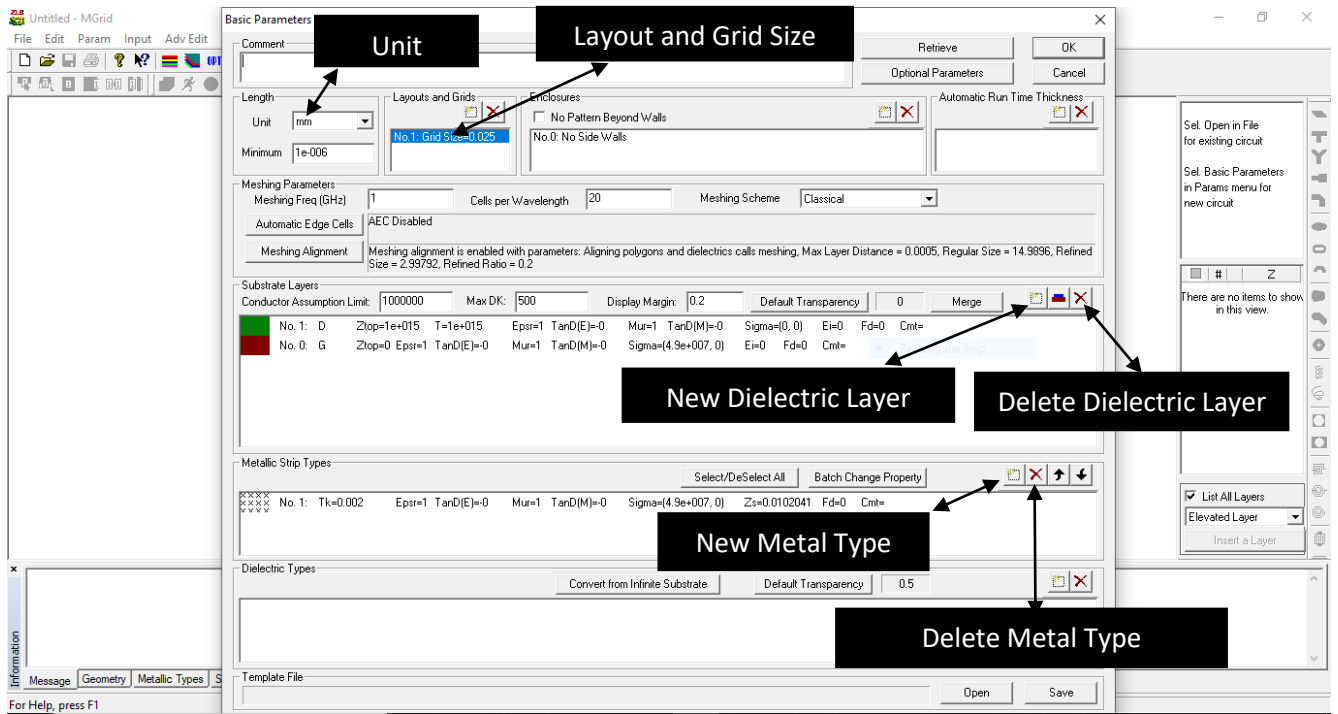 Untitled - MGrid
File Edit Param Input Adv Edit
Basic Parameters
Unit
Layout and Grid Size
Comment
Retrieve
OK
Optional Parameters
Cancel
Length
Unit mm
Minimum 1e-006
Layouts and Grids
No.1: Grid Size=0.025
Enclosures
No Pattern Beyond Walls
No.0: No Side Walls
Automatic Run Time Thickness
Meshing Parameters
Meshing Freq (GHz) 1 Cells per Wavelength 20 Meshing Scheme Classical
Automatic Edge Cells AEC Disabled
Meshing Alignment Meshing alignment is enabled with parameters: Aligning polygons and dielectrics calls meshing, Max Layer Distance = 0.0005, Regular Size = 14.9896, Refined
Size = 2.99792, Refined Ratio = 0.2
Substrate Layers
Conductor Assumption Limit: 1000000 Max DK: 500 Display Margin: 0.2 Default Transparency 0 Merge
No. 1: D Ztop=1e+015 T=1e+015 Epsr=1 TanD(E)=-0 Mur=1 TanD(M)=-0 Sigma=(0, 0) Ei=0 Fd=0 Cmt=
No. 0: G Ztop=0 Epsr=1 TanD(E)=-0 Mur=1 TanD(M)=-0 Sigma=(4.9e+007, 0) Ei=0 Fd=0 Cmt=
Rectangular Snip
New Dielectric Layer
Delete Dielectric Layer
Metallic Strip Types
Select/DeSelect All Batch Change Property
No. 1: Tk=0.002 Epsr=1 TanD(E)=-0 Mur=1 TanD(M)=-0 Sigma=(4.9e+007, 0) Zs=0.0102041 Fd=0 Cmt=
New Metal Type
Dielectric Types
Convert from Infinite Substrate Default Transparency 0.5
Delete Metal Type
Template File
Open Save
Sel. Open in File
for existing circuit
Sel. Basic Parameters
in Params menu for
new circuit
# Z
There are no items to show
in this view.
List All Layers
Elevated Layer
Insert a Layer
Information
Message Geometry Metallic Types S
For Help, press F1